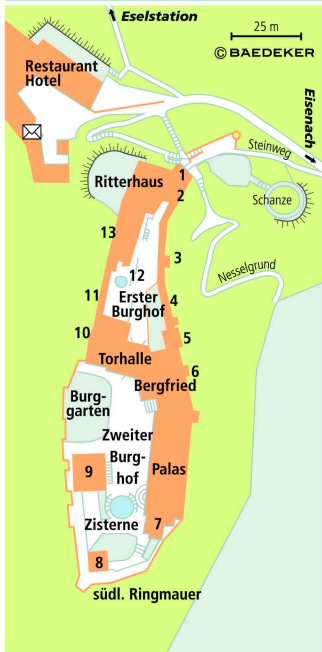 Eselstation
25 m
© BAEDEKER
Restaurant
Hotel
Eisenach
Steinweg
Ritterhaus
1
2
Schanze
13
3
Nesselgrund
12
11
Erster
Burghof
4
10
5
Torhalle
6
Bergfried
Burg-
garten
Zweiter
Burg-
hof
9
Palas
Zisterne
7
8
südl. Ringmauer